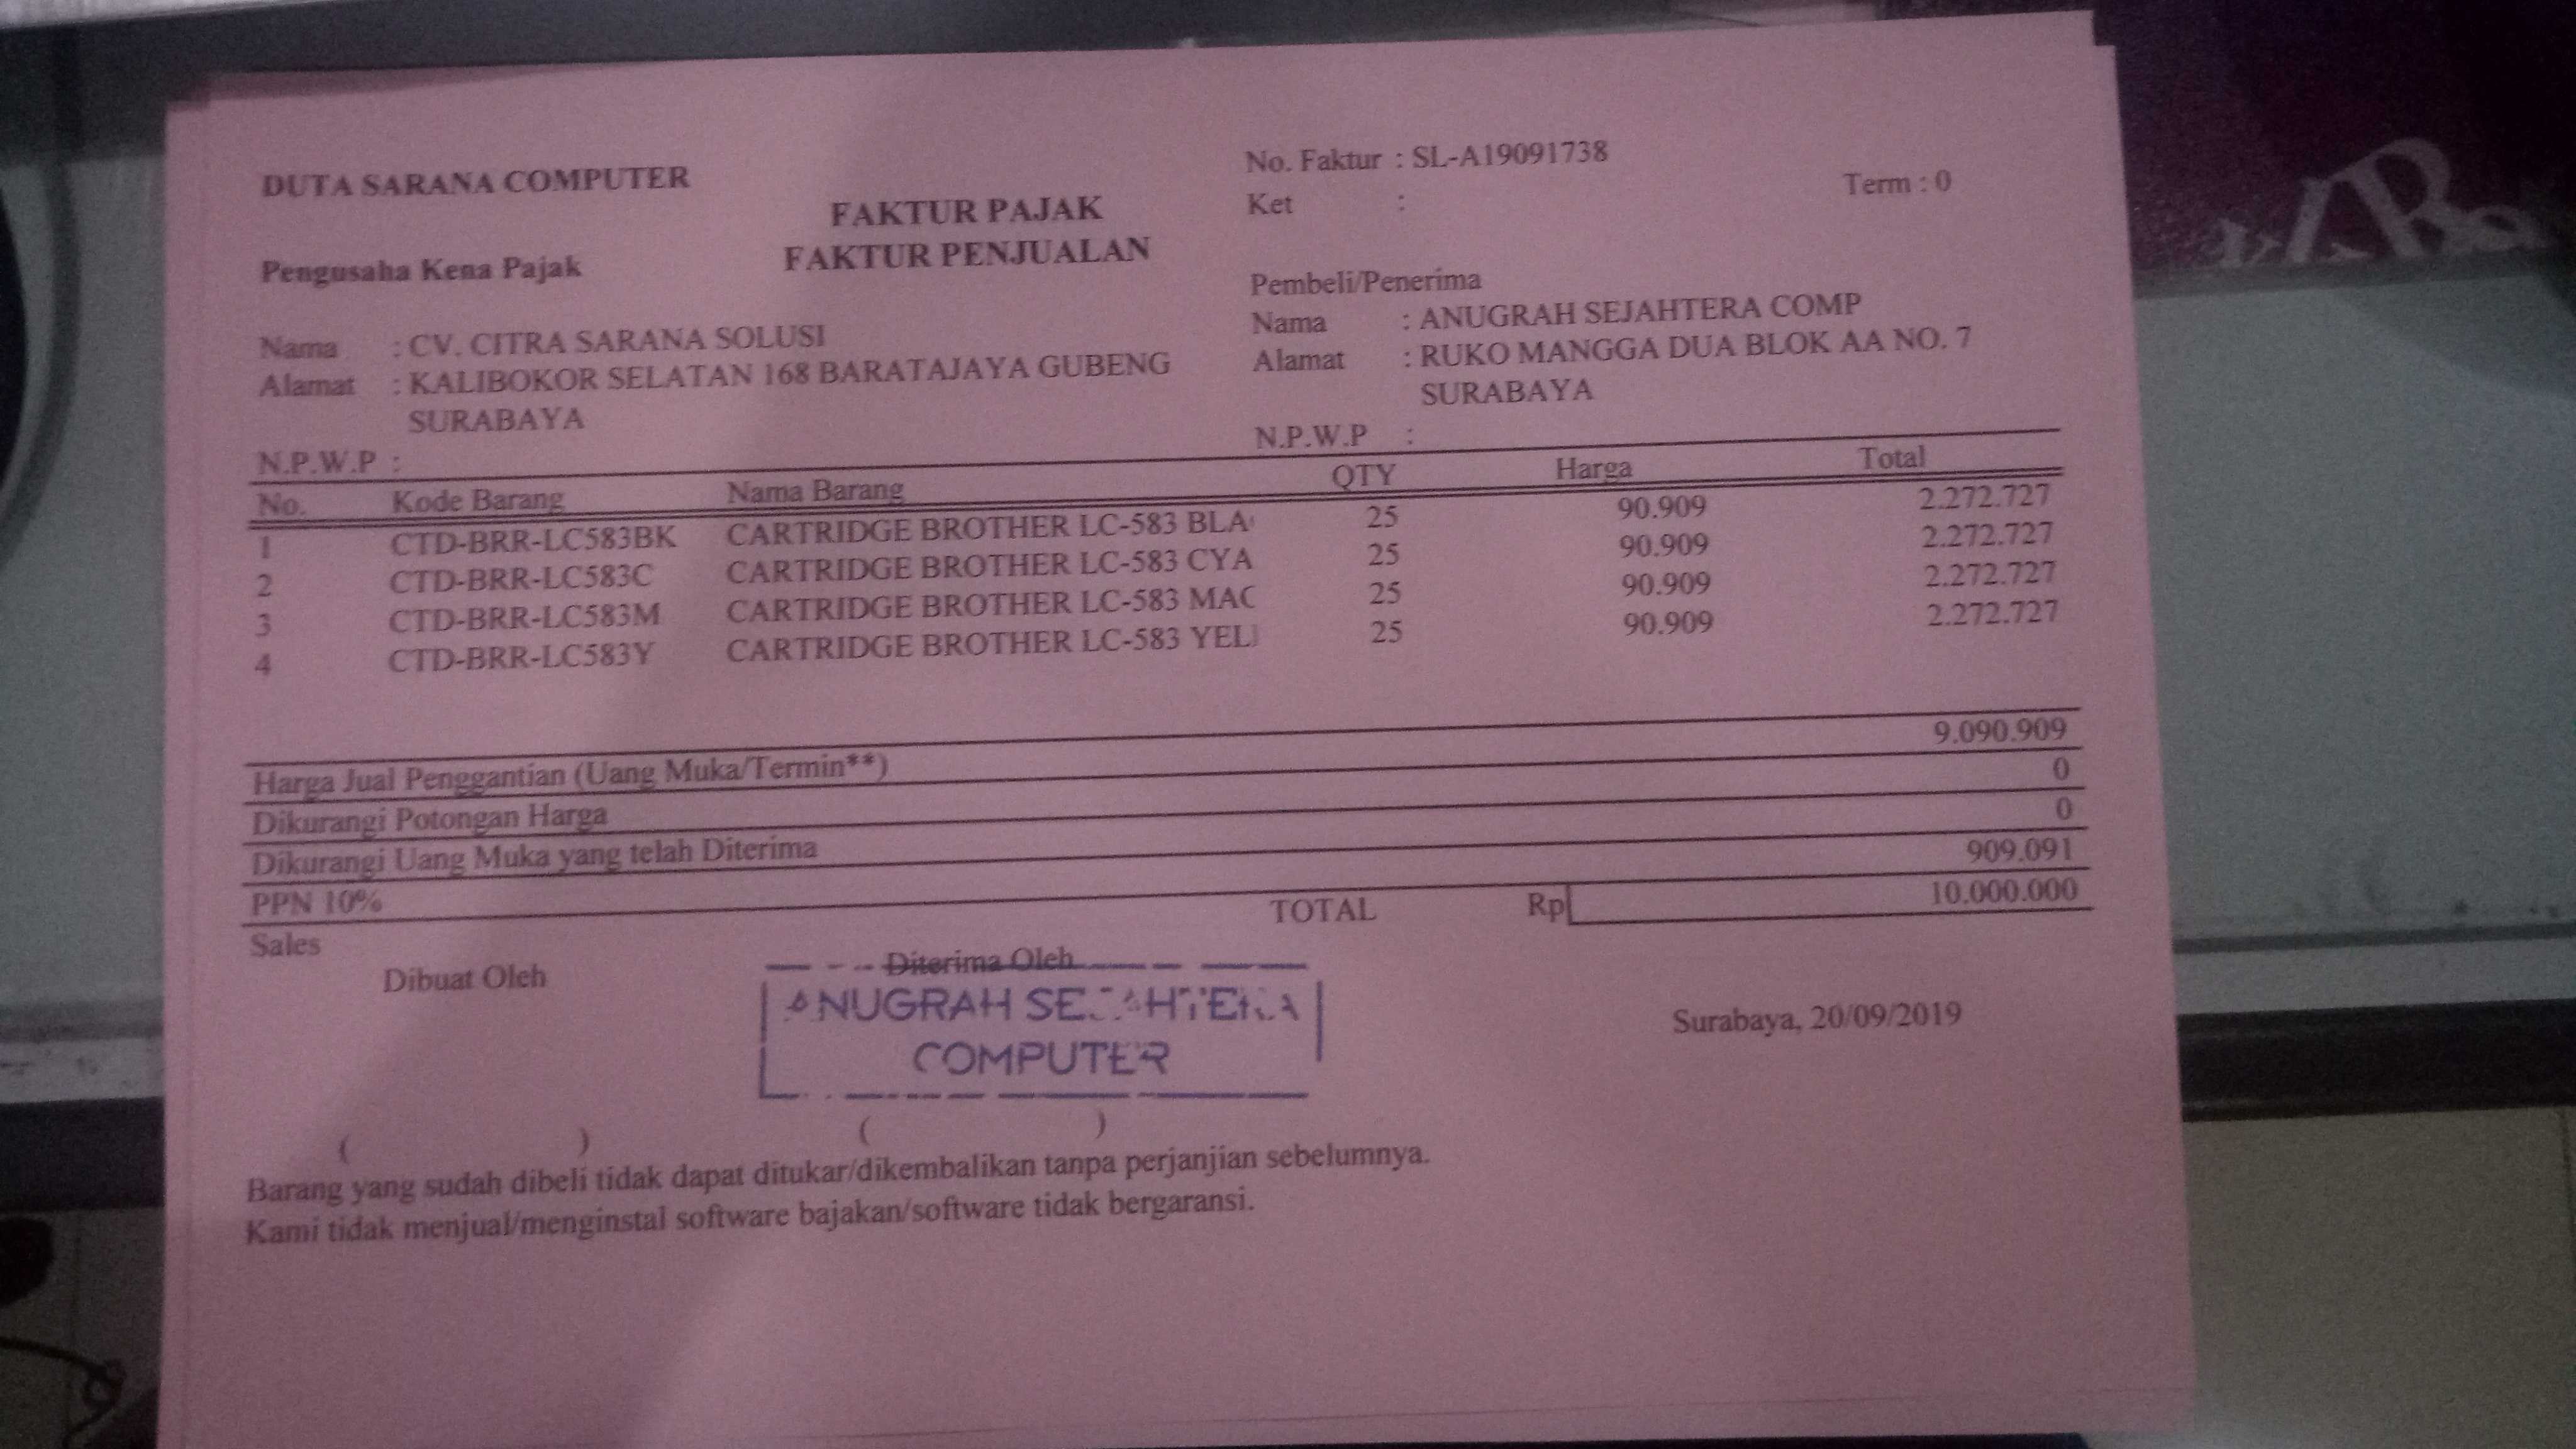 DUTA SARANA COMPUTER
FAKTUR PAJAK
FAKTUR PENJUALAN
No. Faktur : SL-A19091738
Ket :
Term : 0
Pengusaha Kena Pajak
Nama : CV. CITRA SARANA SOLUSI
Alamat : KALIBOKOR SELATAN 168 BARATAJAYA GUBENG
SURABAYA
N.P.W.P :
Pembeli/Penerima
Nama : ANUGRAH SEJAHTERA COMP
Alamat : RUKO MANGGA DUA BLOK AA NO. 7
SURABAYA
N.P.W.P :
No. Kode Barang Nama Barang QTY Harga Total
1 CTD-BRR-LC583BK CARTRIDGE BROTHER LC-583 BLA 25 90.909 2.272.727
2 CTD-BRR-LC583C CARTRIDGE BROTHER LC-583 CYA 25 90.909 2.272.727
3 CTD-BRR-LC583M CARTRIDGE BROTHER LC-583 MAG 25 90.909 2.272.727
4 CTD-BRR-LC583Y CARTRIDGE BROTHER LC-583 YEL 25 90.909 2.272.727
Harga Jual Penggantian (Uang Muka/Termin**) 9.090.909
Dikurangi Potongan Harga 0
Dikurangi Uang Muka yang telah Diterima 0
PPN 10% 909.091
TOTAL Rp 10.000.000
Sales
Dibuat Oleh
Diterima Oleh
ANUGRAH SEJAHTERA
COMPUTER
Surabaya, 20/09/2019
( ) ( )
Barang yang sudah dibeli tidak dapat ditukar/dikembalikan tanpa perjanjian sebelumnya.
Kami tidak menjual/menginstal software bajakan/software tidak bergaransi.